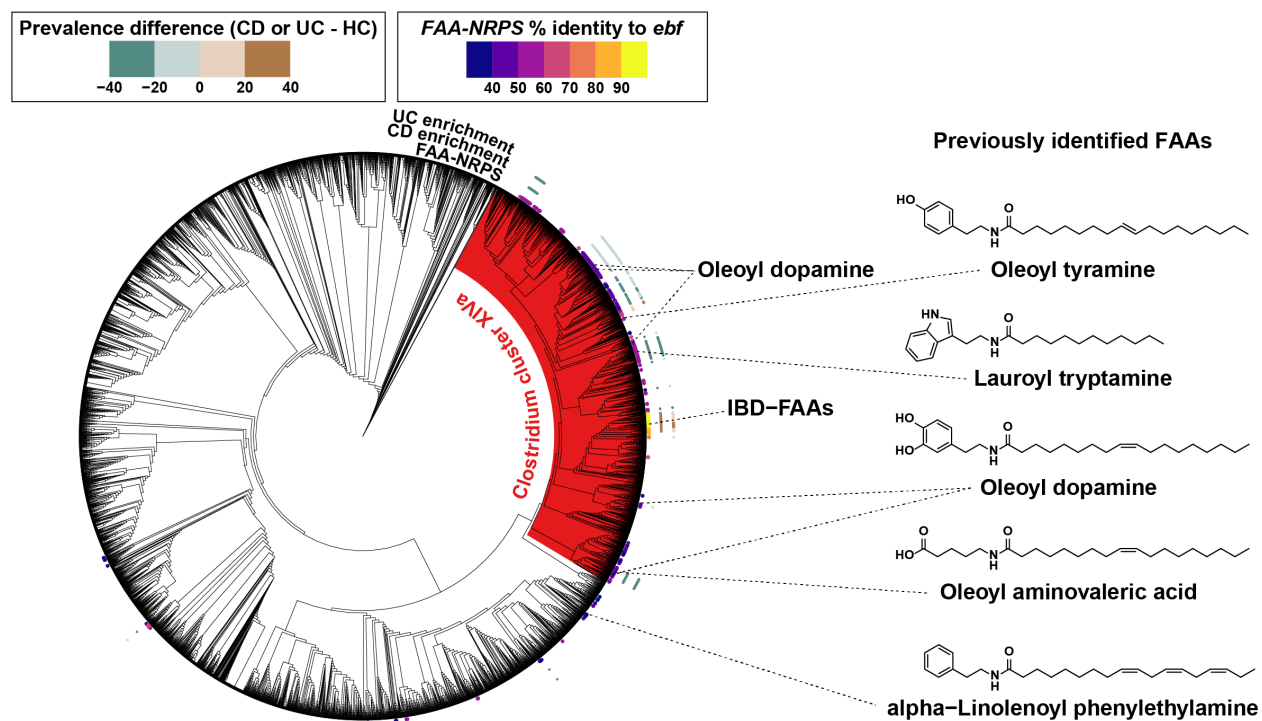 Prevalence difference (CD or UC - HC)
−40 −20 0 20 40
FAA-NRPS % identity to ebf
40 50 60 70 80 90
UC enrichment
CD enrichment
FAA-NRPS
Clostridium cluster XIVa
Oleoyl dopamine
IBD−FAAs
Previously identified FAAs
HO
O
N
H
Oleoyl tyramine
HN
O
N
H
Lauroyl tryptamine
HO
HO
O
N
H
Oleoyl dopamine
O
HO
O
N
H
Oleoyl aminovaleric acid
O
N
H
alpha−Linolenoyl phenylethylamine